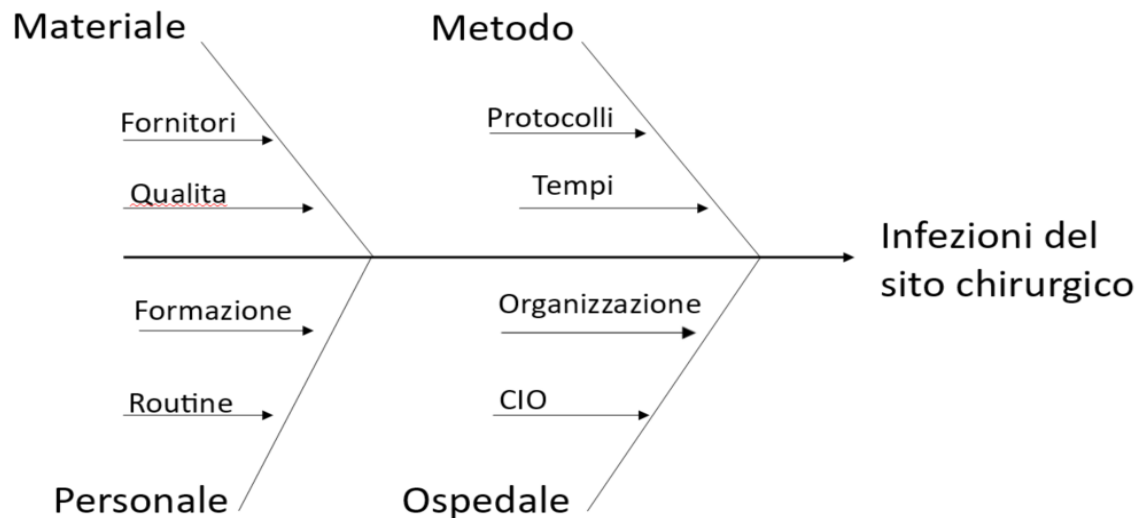 Materiale
Metodo
Fornitori
Protocolli
Qualita
Tempi
Infezioni del
sito chirurgico
Formazione
Organizzazione
Routine
CIO
Personale
Ospedale